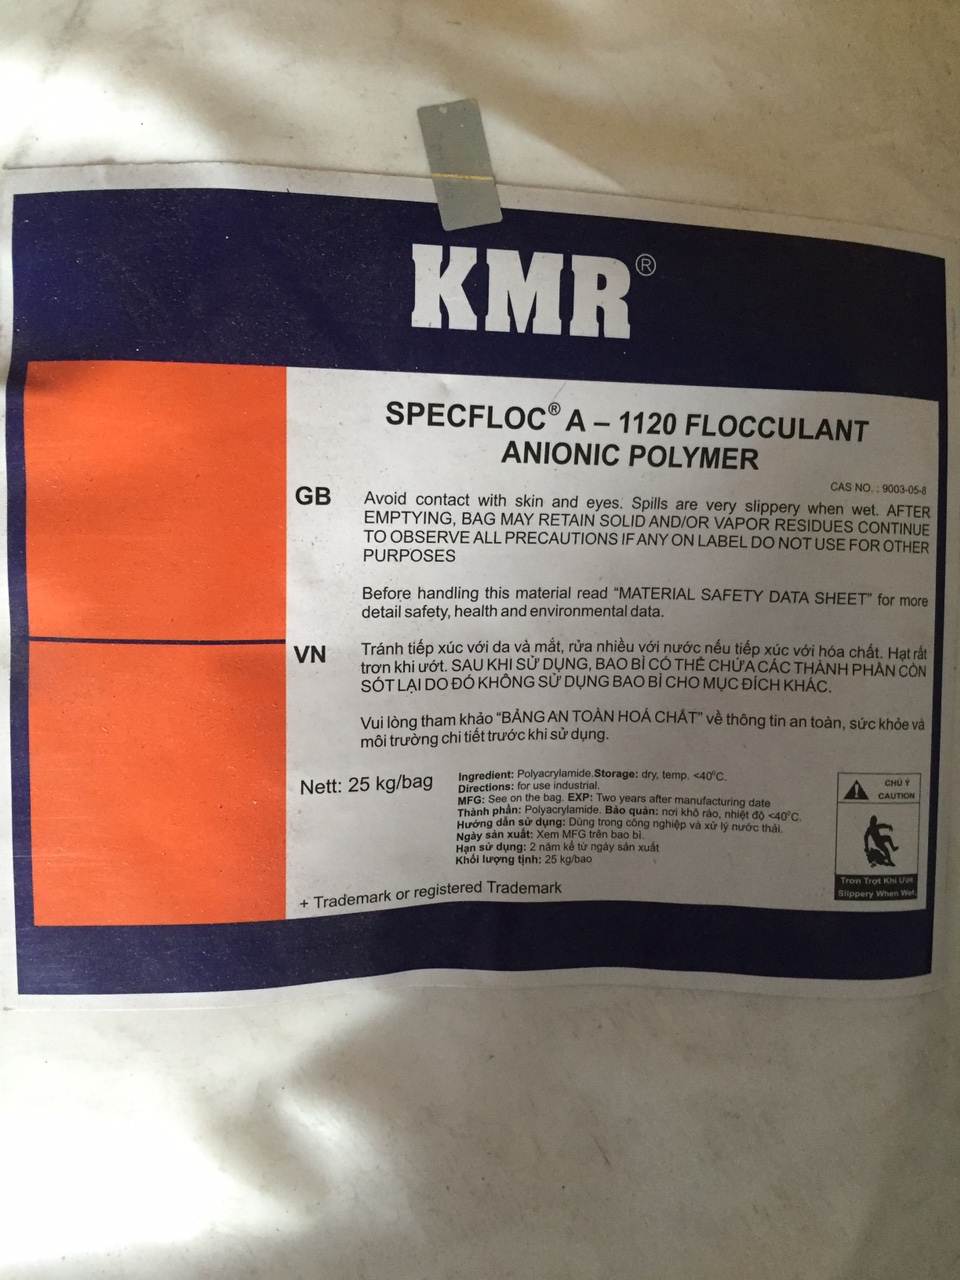 KMR®
SPECFLOC® A – 1120 FLOCCULANT
ANIONIC POLYMER
CAS NO. : 9003-05-8
GB
Avoid contact with skin and eyes. Spills are very slippery when wet. AFTER
EMPTYING, BAG MAY RETAIN SOLID AND/OR VAPOR RESIDUES CONTINUE
TO OBSERVE ALL PRECAUTIONS IF ANY ON LABEL DO NOT USE FOR OTHER
PURPOSES
Before handling this material read “MATERIAL SAFETY DATA SHEET” for more
detail safety, health and environmental data.
VN
Tránh tiếp xúc với da và mắt, rửa nhiều với nước nếu tiếp xúc với hóa chất. Hạt rất
trơn khi ướt. SAU KHI SỬ DỤNG, BAO BÌ CÓ THỂ CHỨA CÁC THÀNH PHẦN CÒN
SÓT LẠI DO ĐÓ KHÔNG SỬ DỤNG BAO BÌ CHO MỤC ĐÍCH KHÁC.
Vui lòng tham khảo “BẢNG AN TOÀN HOÁ CHẤT” về thông tin an toàn, sức khỏe và
môi trường chi tiết trước khi sử dụng.
Nett: 25 kg/bag
Ingredient: Polyacrylamide.Storage: dry, temp, <40°C.
Directions: for use industrial.
MFG: See on the bag. EXP: Two years after manufacturing date
Thành phần: Polyacrylamide. Bảo quản: nơi khô ráo, nhiệt độ <40°C.
Hướng dẫn sử dụng: Dùng trong công nghiệp và xử lý nước thải.
Ngày sản xuất: Xem MFG trên bao bì.
Hạn sử dụng: 2 năm kể từ ngày sản xuất
Khối lượng tịnh: 25 kg/bao
CHÚ Ý
CAUTION
Trơn Trợt Khi Ướt
Slippery When Wet.
+ Trademark or registered Trademark